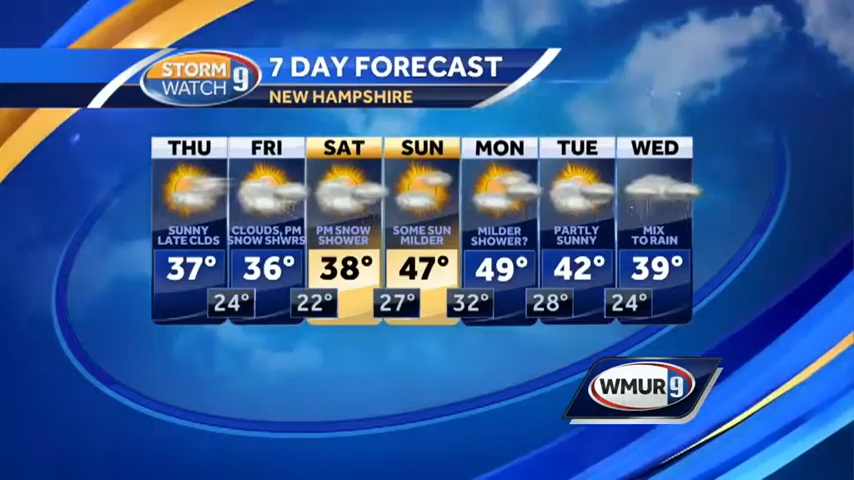 STORM
WATCH 9
7 DAY FORECAST
NEW HAMPSHIRE
THU FRI SAT SUN MON TUE WED
SUNNY
LATE CLDS
CLOUDS, PM
SNOW SHWRS
PM SNOW
SHOWER
SOME SUN
MILDER
MILDER
SHOWER?
PARTLY
SUNNY
MIX
TO RAIN
37° 36° 38° 47° 49° 42° 39°
24° 22° 27° 32° 28° 24°
WMUR 9